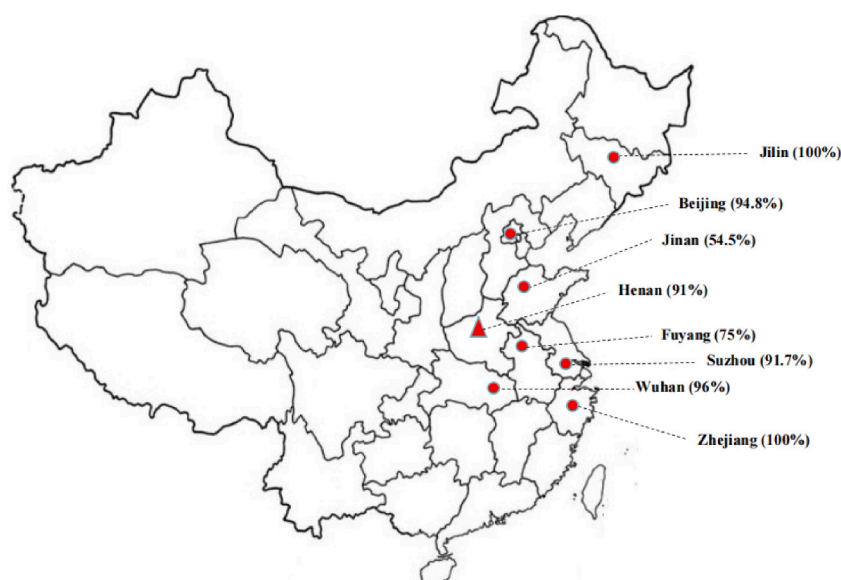 Jilin (100%)
Beijing (94.8%)
Jinan (54.5%)
Henan (91%)
Fuyang (75%)
Suzhou (91.7%)
Wuhan (96%)
Zhejiang (100%)